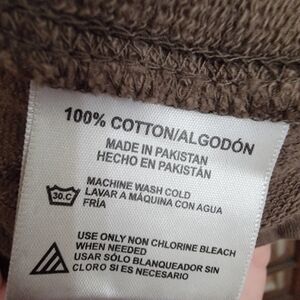 100% COTTON/ALGODÓN
MADE IN PAKISTAN
HECHO EN PAKISTÁN
30.C
MACHINE WASH COLD
LAVAR A MÁQUINA CON AGUA
FRÍA
USE ONLY NON CHLORINE BLEACH
WHEN NEEDED
USAR SÓLO BLANQUEADOR SIN
CLORO SI ES NECESARIO